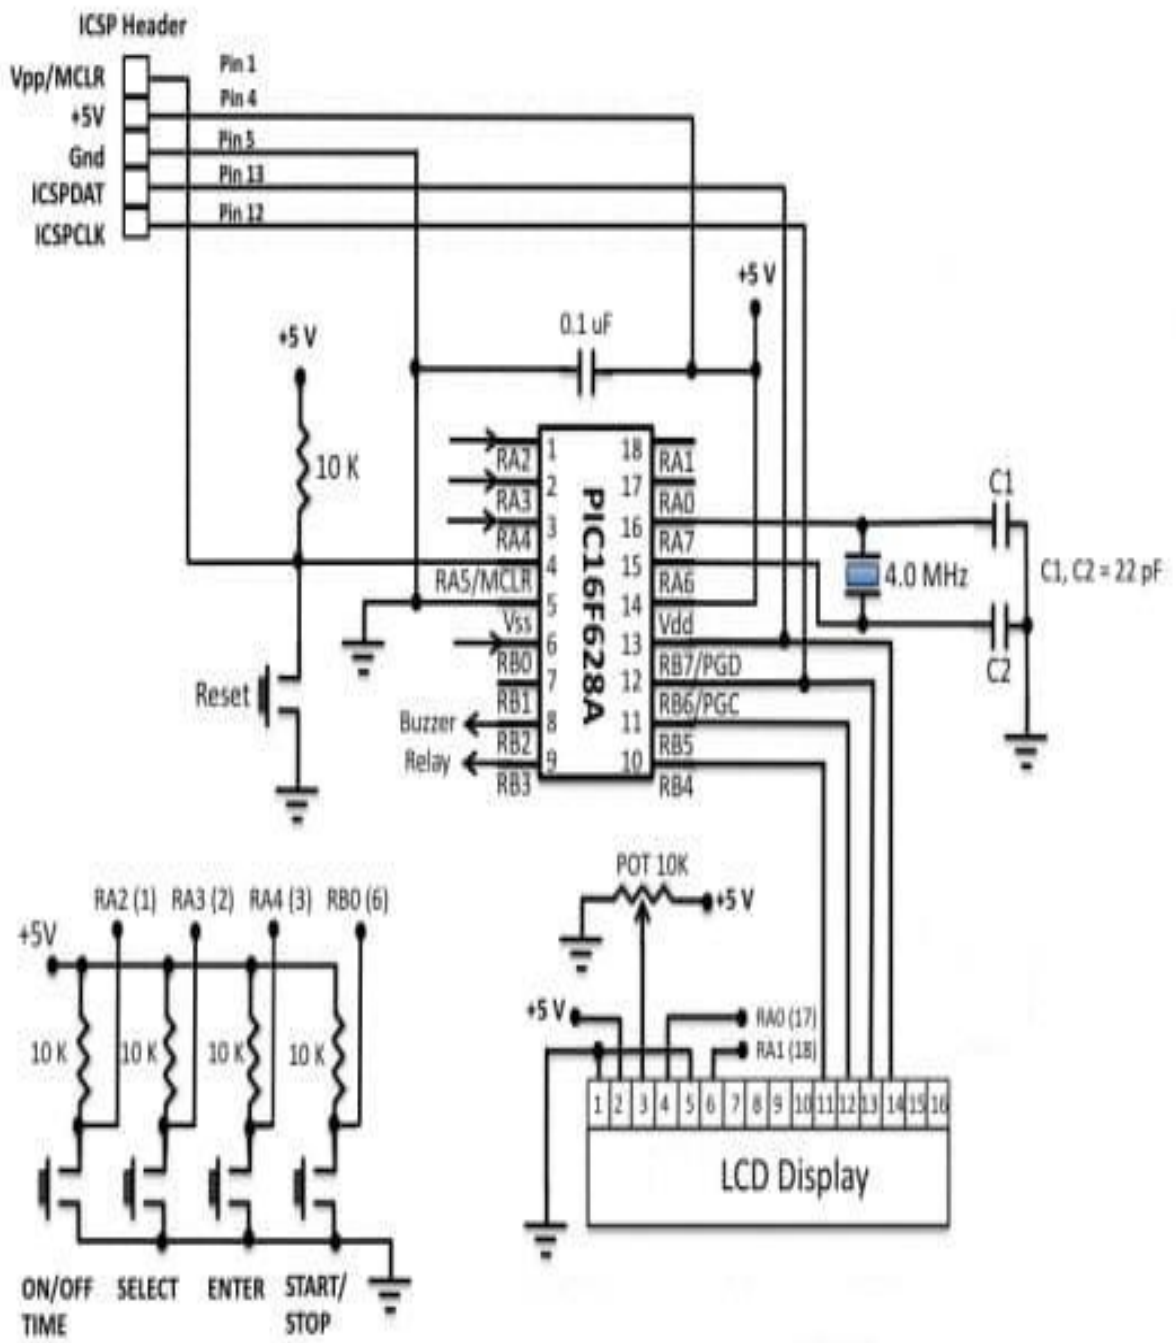 ICSP Header
Vpp/MCLR
+5V
Gnd
ICSPDAT
ICSPCLK
Pin 1
Pin 4
Pin 5
Pin 13
Pin 12
+5 V
10 K
Reset
0.1 uF
+5 V
PIC16F628A
1 RA2
2 RA3
3 RA4
4 RA5/MCLR
5 Vss
6 RB0
7 RB1
Buzzer 8 RB2
Relay 9 RB3
18 RA1
17 RA0
16 RA7
15 RA6
14 Vdd
13 RB7/PGD
12 RB6/PGC
11 RB5
10 RB4
4.0 MHz
C1
C2
C1, C2 = 22 pF
RA2 (1) RA3 (2) RA4 (3) RB0 (6)
+5V
10 K 10 K 10 K 10 K
ON/OFF TIME
SELECT
ENTER
START/ STOP
POT 10K
+5 V
+5 V
RA0 (17)
RA1 (18)
1 2 3 4 5 6 7 8 9 10 11 12 13 14 15 16
LCD Display